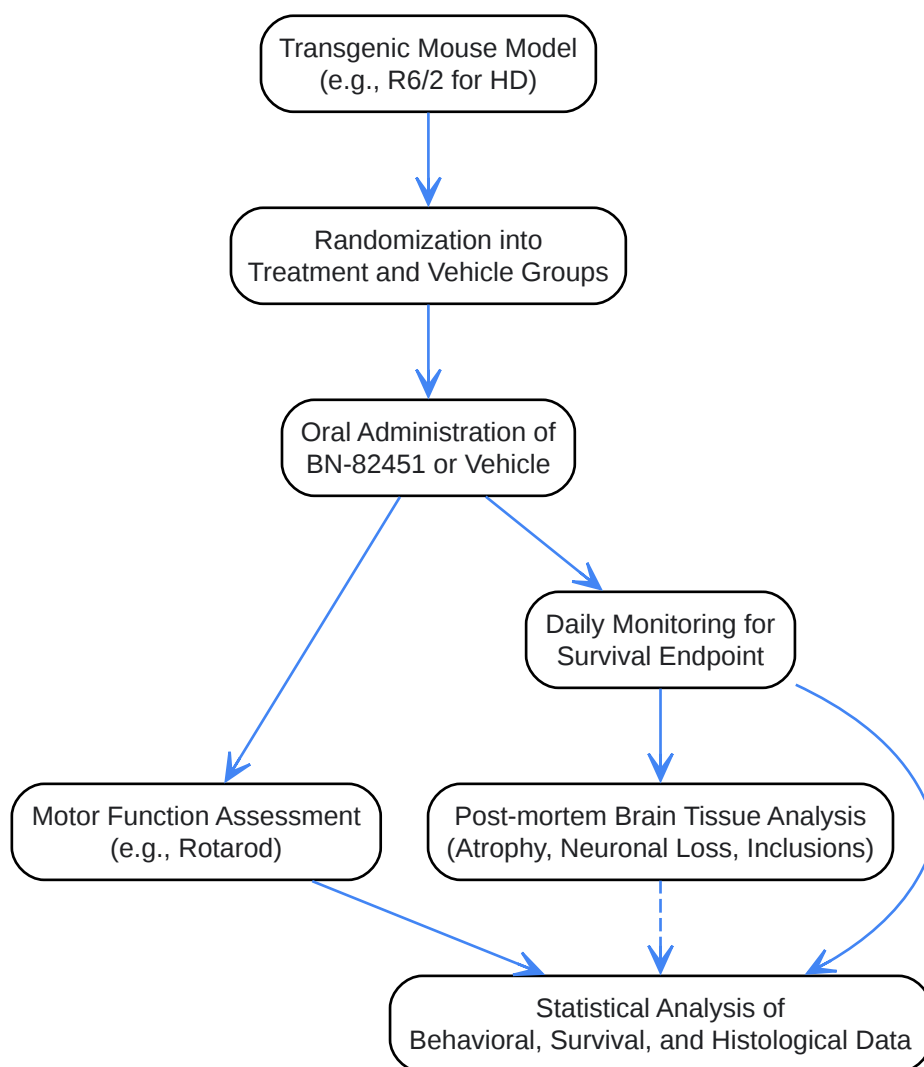 Transgenic Mouse Model
(e.g., R6/2 for HD)
Randomization into
Treatment and Vehicle Groups
Oral Administration of
BN-82451 or Vehicle
Daily Monitoring for
Survival Endpoint
Motor Function Assessment
(e.g., Rotarod)
Post-mortem Brain Tissue Analysis
(Atrophy, Neuronal Loss, Inclusions)
Statistical Analysis of
Behavioral, Survival, and Histological Data